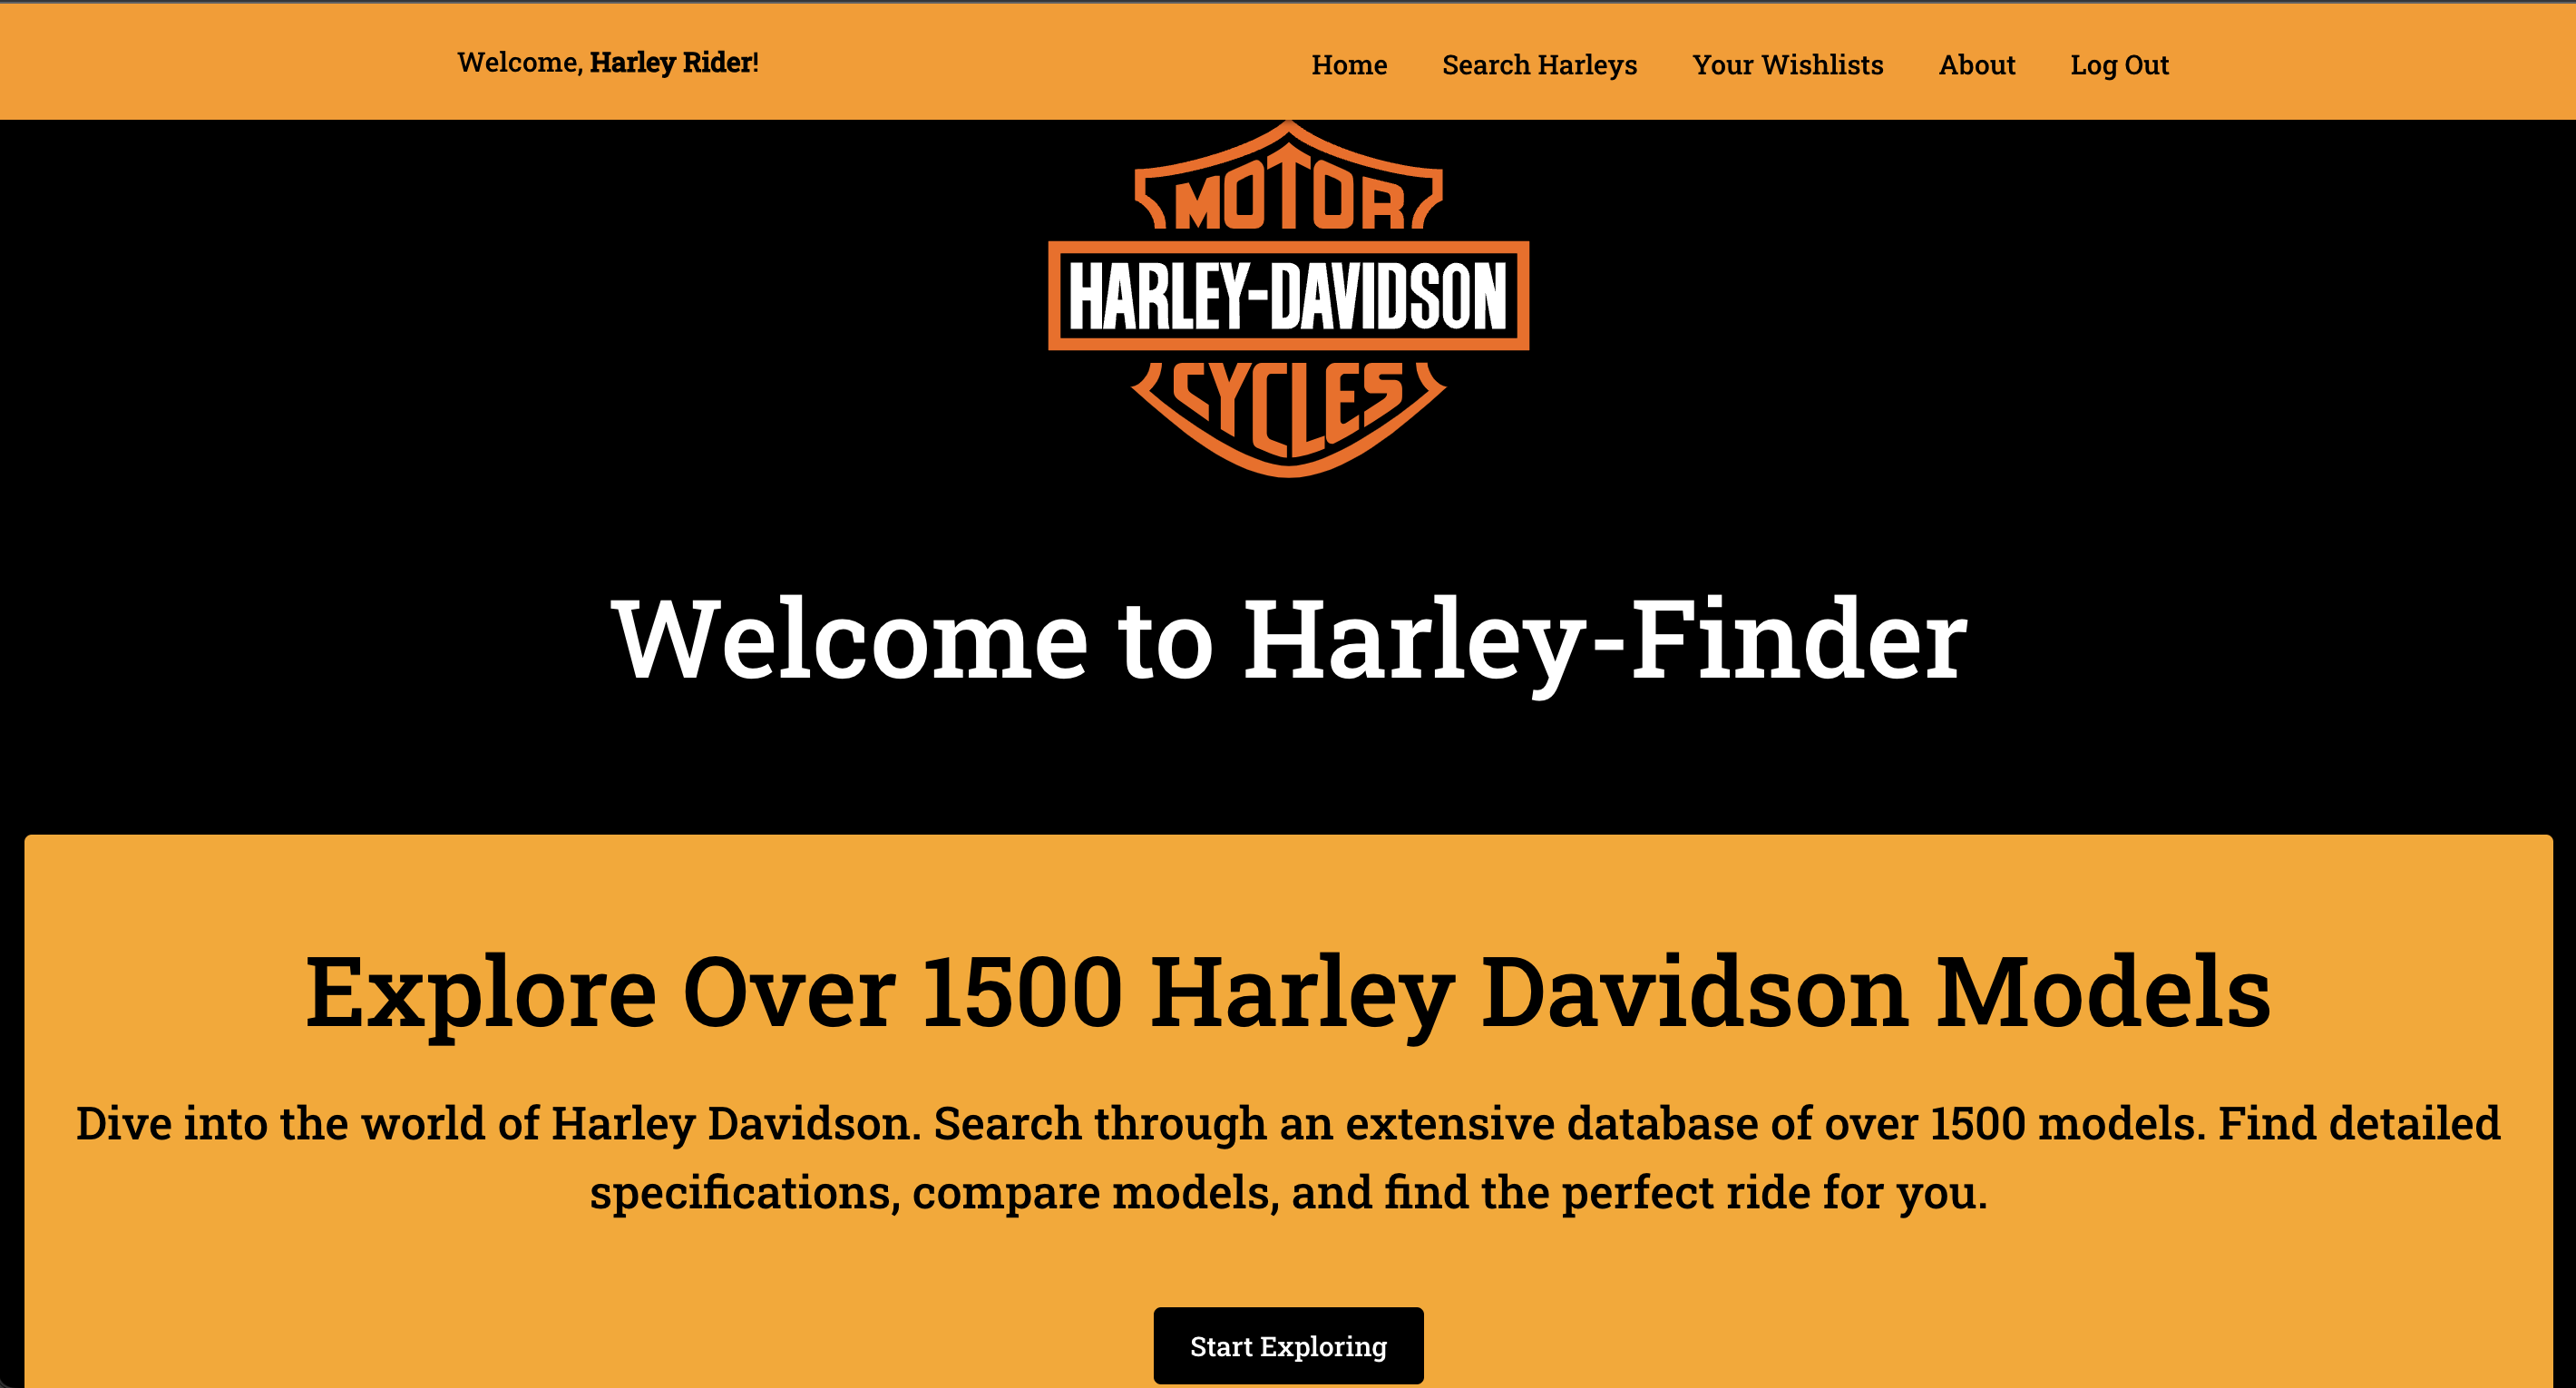 Welcome, Harley Rider!
Home
Search Harleys
Your Wishlists
About
Log Out
MOTOR
HARLEY-DAVIDSON
CYCLES
Welcome to Harley-Finder
Explore Over 1500 Harley Davidson Models
Dive into the world of Harley Davidson. Search through an extensive database of over 1500 models. Find detailed
specifications, compare models, and find the perfect ride for you.
Start Exploring